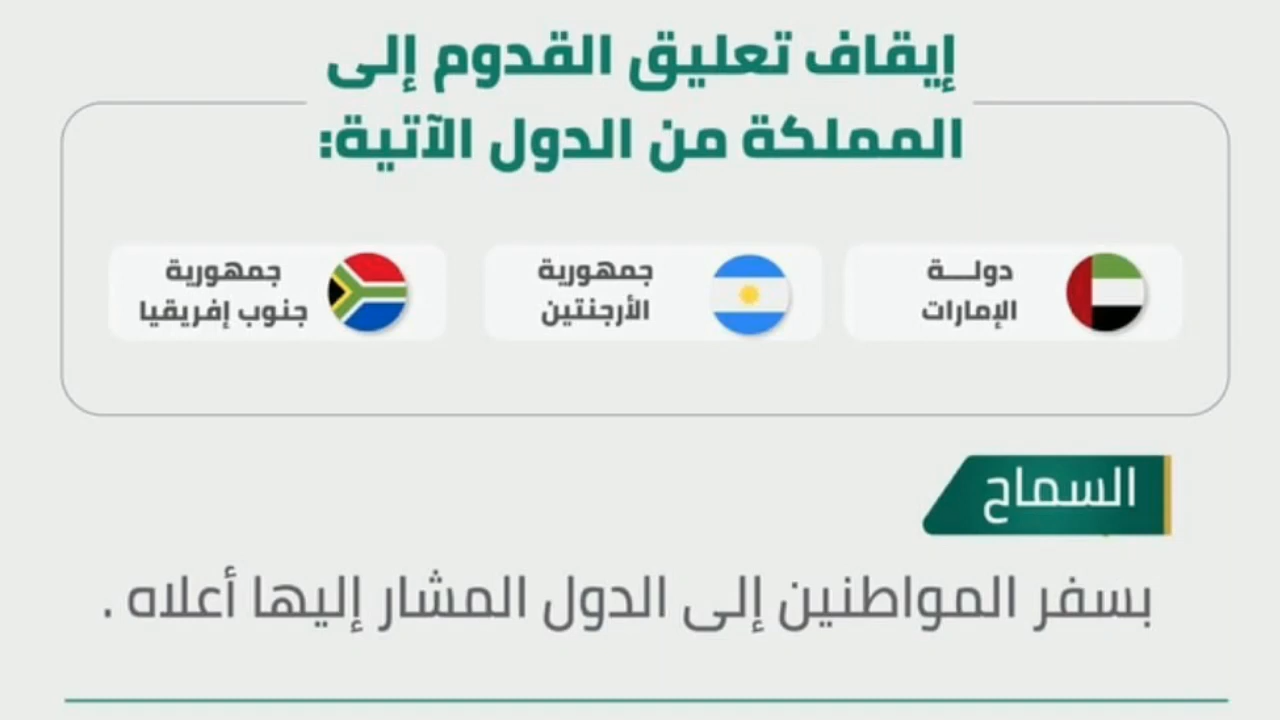 إيقاف تعليق القدوم إلى
المملكة من الدول الآتية:
دولـــة
الإمارات
جمهورية
الأرجنتين
جمهورية
جنوب إفريقيا
السماح
بسفر المواطنين إلى الدول المشار إليها أعلاه .